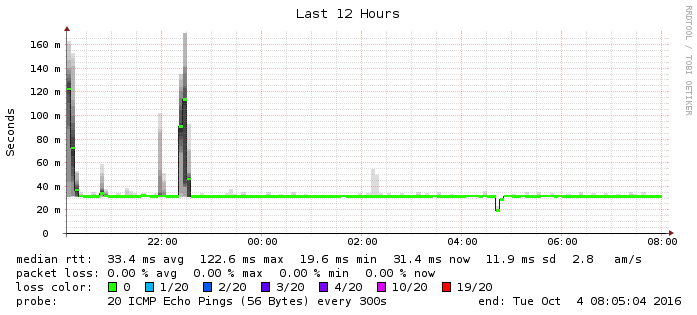 Last 12 Hours
RRDTOOL / TOBI OETIKER
Seconds
160 m
140 m
120 m
100 m
80 m
60 m
40 m
20 m
0
22:00 00:00 02:00 04:00 06:00 08:00
median rtt: 33.4 ms avg 122.6 ms max 19.6 ms min 31.4 ms now 11.9 ms sd 2.8 am/s
packet loss: 0.00 % avg 0.00 % max 0.00 % min 0.00 % now
loss color: 0 1/20 2/20 3/20 4/20 10/20 19/20
probe: 20 ICMP Echo Pings (56 Bytes) every 300s end: Tue Oct 4 08:05:04 2016